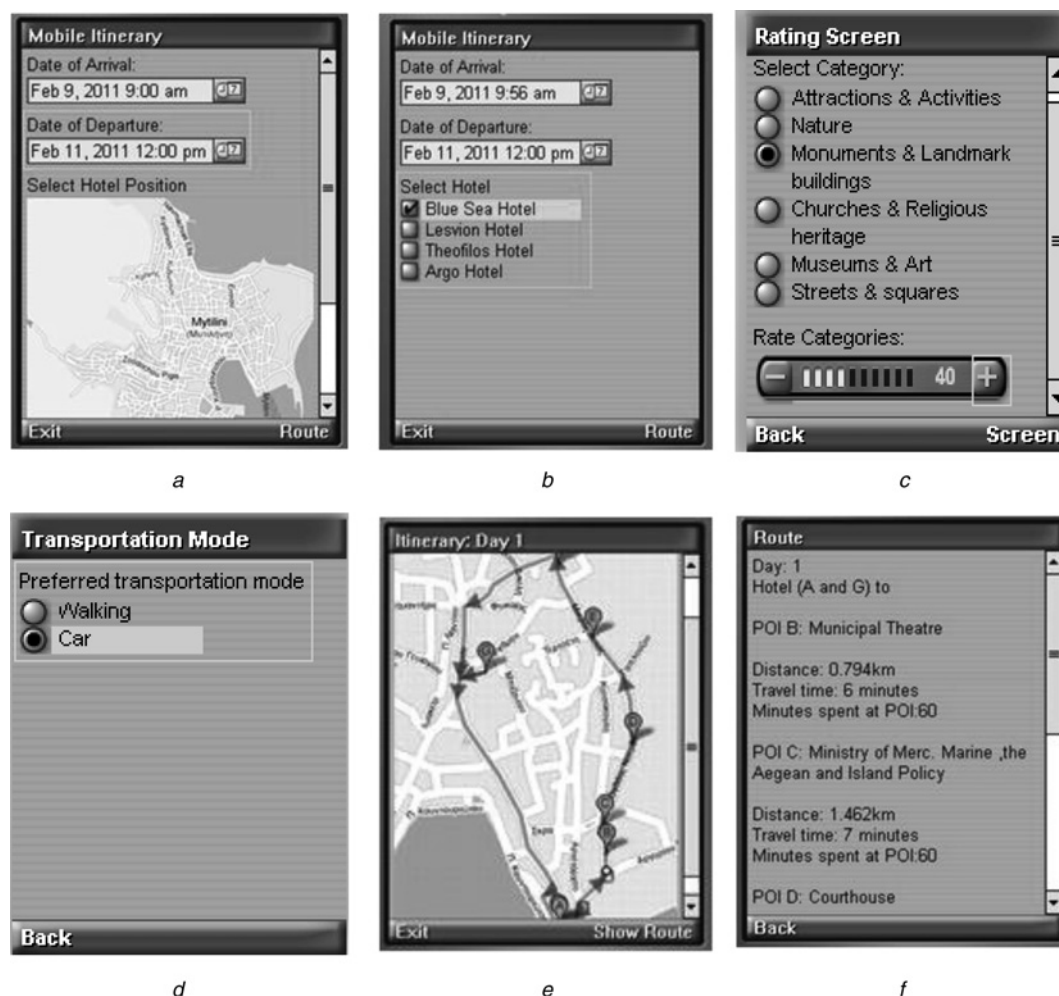 Mobile Itinerary
Date of Arrival:
Feb 9, 2011 9:00 am
Date of Departure:
Feb 11, 2011 12:00 pm
Select Hotel Position
Mytilini
Exit Route
a
Mobile Itinerary
Date of Arrival:
Feb 9, 2011 9:56 am
Date of Departure:
Feb 11, 2011 12:00 pm
Select Hotel
Blue Sea Hotel
Lesvion Hotel
Theofilos Hotel
Argo Hotel
Exit Route
b
Rating Screen
Select Category:
Attractions & Activities
Nature
Monuments & Landmark
buildings
Churches & Religious
heritage
Museums & Art
Streets & squares
Rate Categories:
40
Back Screen
c
Transportation Mode
Preferred transportation mode
Walking
Car
Back
d
Itinerary: Day 1
Exit Show Route
e
Route
Day: 1
Hotel (A and G) to
POI B: Municipal Theatre
Distance: 0.794km
Travel time: 6 minutes
Minutes spent at POI:60
POI C: Ministry of Merc. Marine ,the
Aegean and Island Policy
Distance: 1.462km
Travel time: 7 minutes
Minutes spent at POI:60
POI D: Courthouse
Back
f